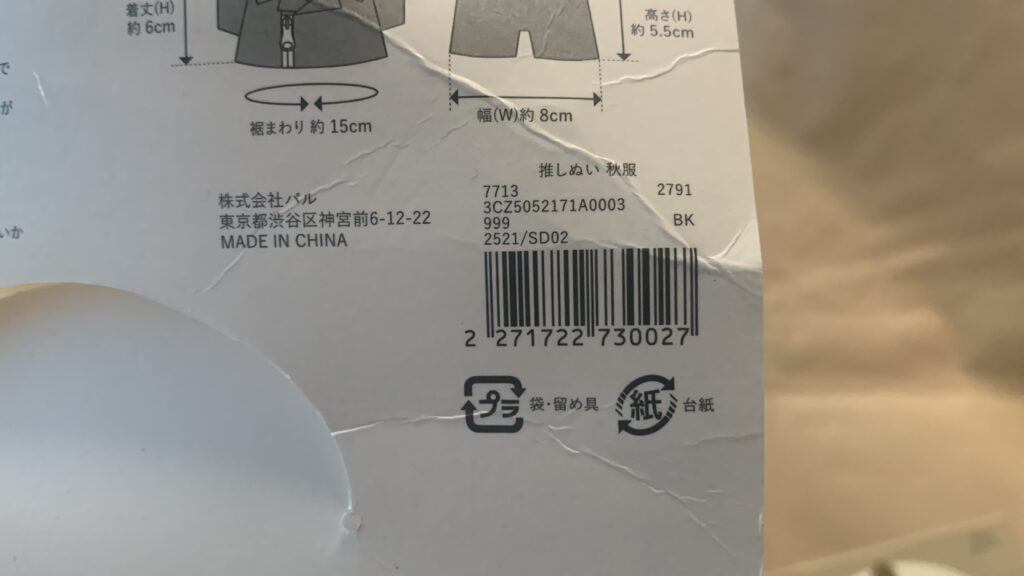 着丈(H)
約 6cm
高さ(H)
約 5.5cm
で
が
いか
裾まわり 約 15cm
幅(W)約 8cm
株式会社パル
東京都渋谷区神宮前6-12-22
MADE IN CHINA
推しぬい 秋服
7713 2791
3CZ5052171A0003
999 BK
2521/SD02
2 271722 730027
プラ 袋・留め具 紙 台紙